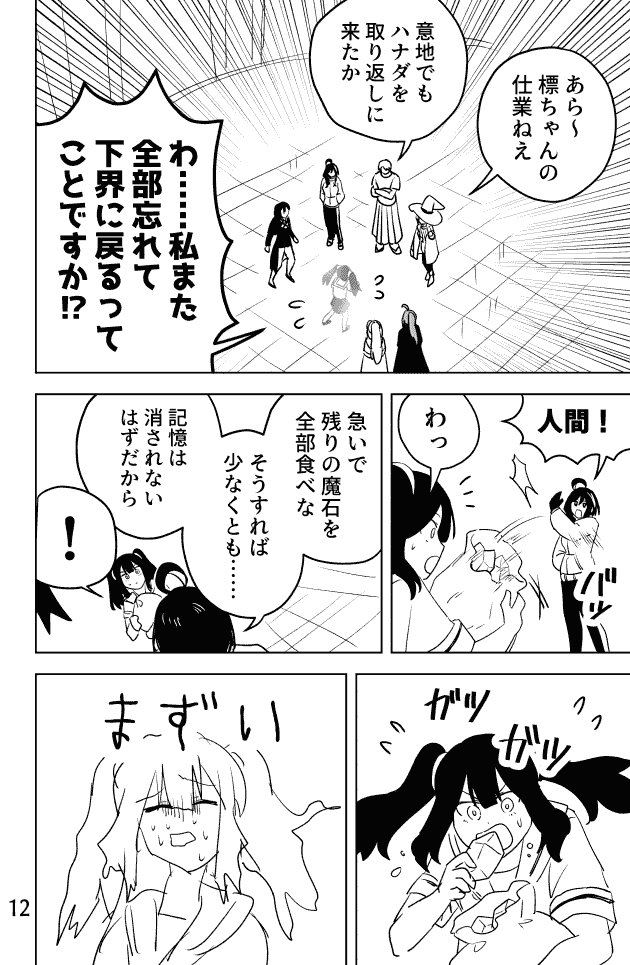 あら～
標ちゃんの
仕業ねえ
意地でも
ハナダを
取り返しに
来たか
わ……私また
全部忘れて
下界に戻るって
ことですか!?
人間！
わっ
バッ
急いで
残りの魔石を
全部食べな
そうすれば
少なくとも……
記憶は
消されない
はずだから
！
ガツ
ガツ
まずい
12